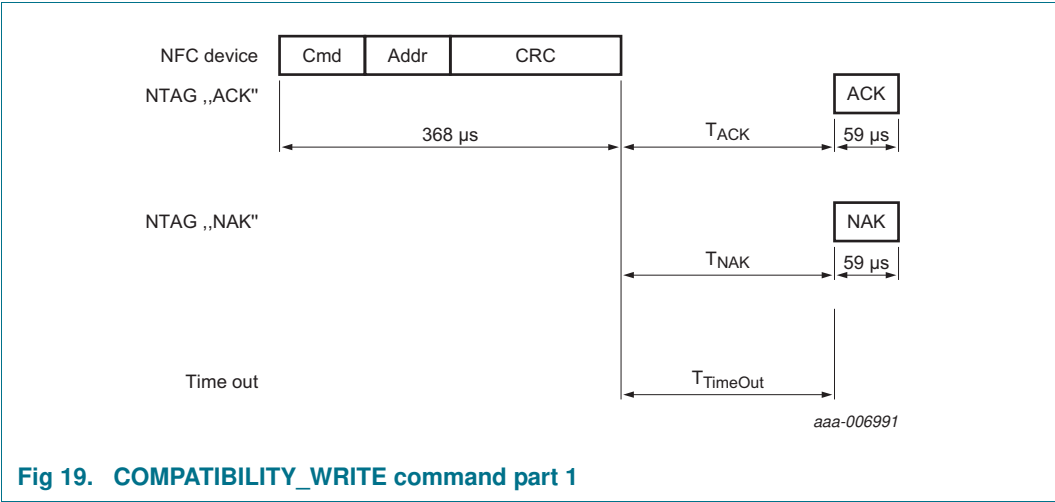 NFC device Cmd Addr CRC
NTAG ,,ACK" ACK
368 µs TACK 59 µs
NTAG ,,NAK" NAK
TNAK 59 µs
Time out TTimeOut
aaa-006991
Fig 19. COMPATIBILITY_WRITE command part 1